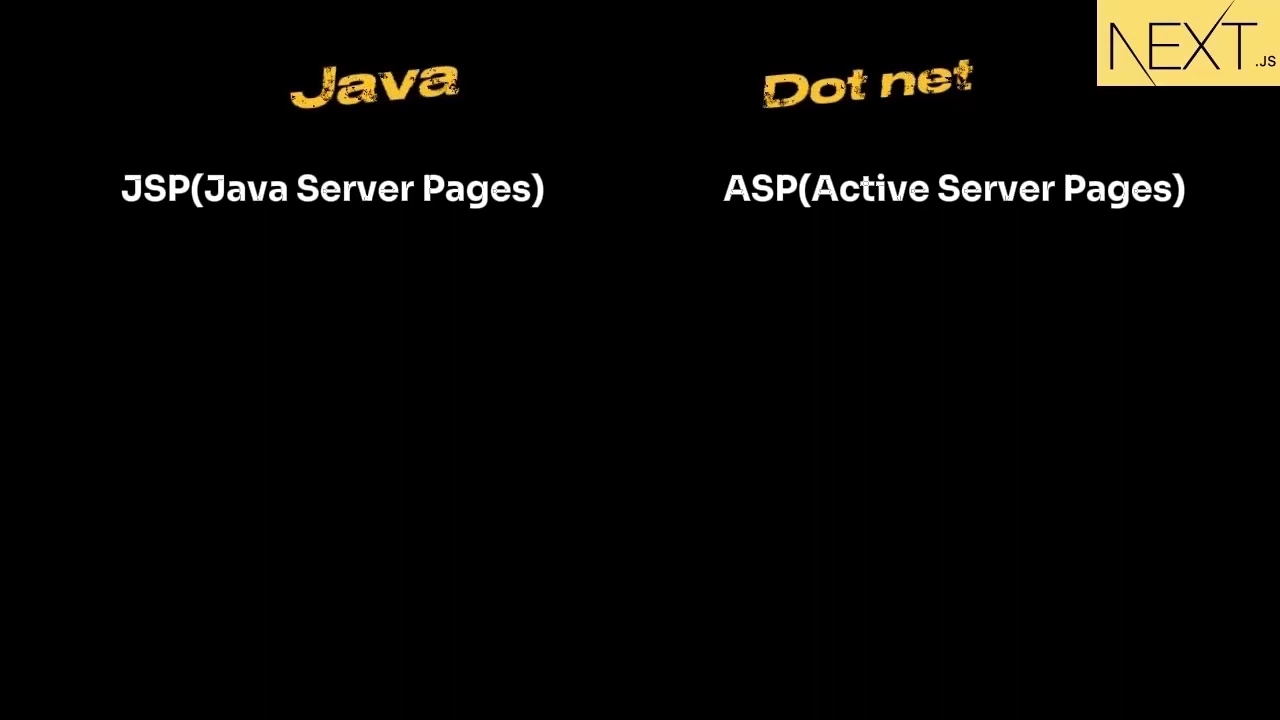 Java
Dot net
NEXT.JS
JSP(Java Server Pages)
ASP(Active Server Pages)